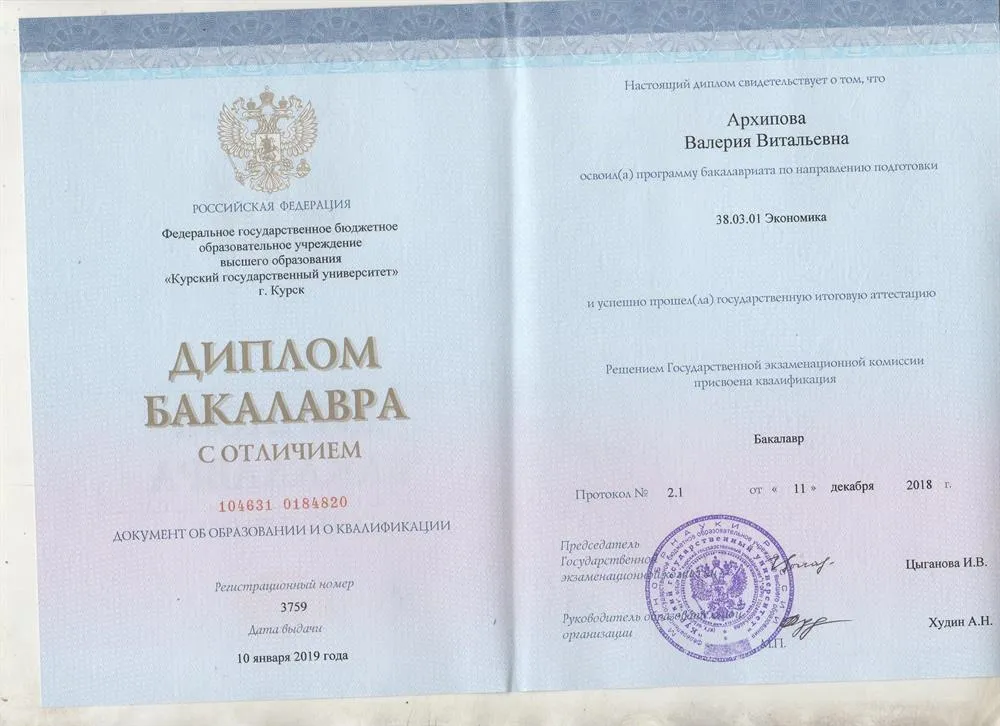 РОССИЙСКАЯ ФЕДЕРАЦИЯ
Федеральное государственное бюджетное
образовательное учреждение
высшего образования
«Курский государственный университет»
г. Курск
ДИПЛОМ
БАКАЛАВРА
С ОТЛИЧИЕМ
104631 0184820
ДОКУМЕНТ ОБ ОБРАЗОВАНИИ И О КВАЛИФИКАЦИИ
Регистрационный номер
3759
Дата выдачи
10 января 2019 года
Настоящий диплом свидетельствует о том, что
Архипова
Валерия Витальевна
освоил(а) программу бакалавриата по направлению подготовки
38.03.01 Экономика
и успешно прошел(ла) государственную итоговую аттестацию
Решением Государственной экзаменационной комиссии
присвоена квалификация
Бакалавр
Протокол № 2.1 от « 11 » декабря 2018 г.
Председатель
Государственной
экзаменационной комиссии
Цыганова И.В.
Руководитель образовательной
организации
Худин А.Н.
М.П.